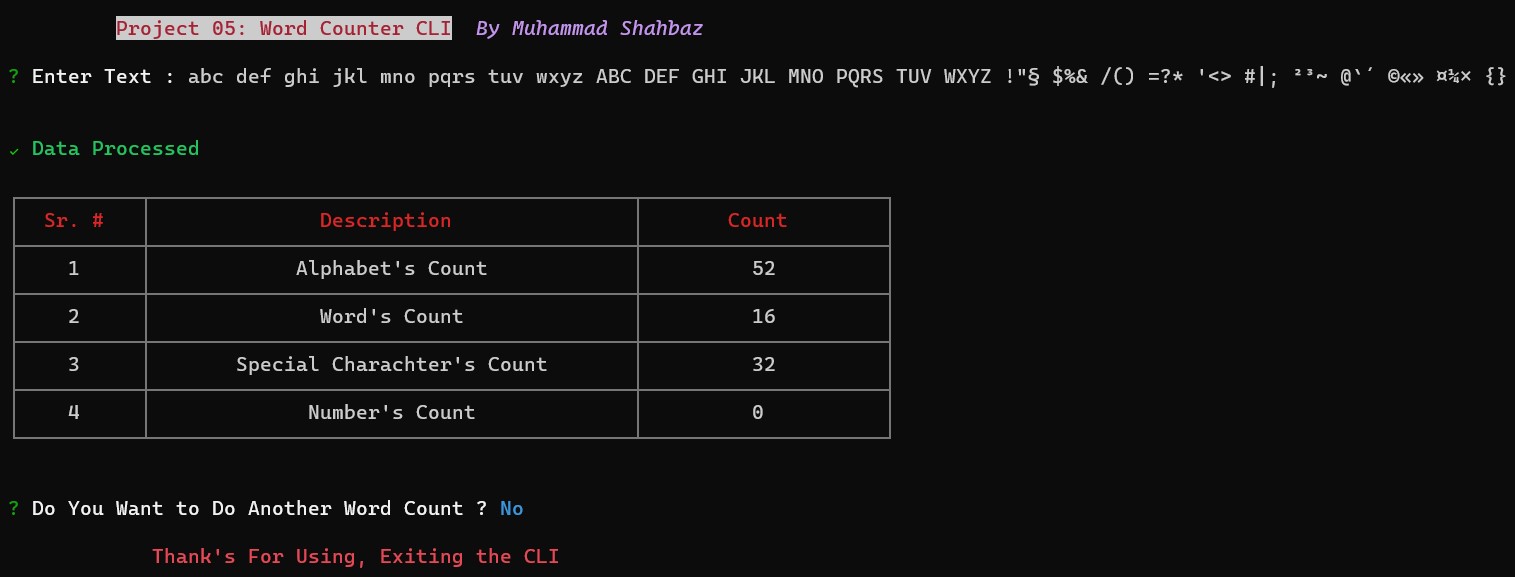 Project 05: Word Counter CLI By Muhammad Shahbaz
? Enter Text : abc def ghi jkl mno pqrs tuv wxyz ABC DEF GHI JKL MNO PQRS TUV WXYZ !"§ $%& /() =?* '<> #|; ²³~ @`´ ©«» ¤¼× {}
✓ Data Processed
Sr. # Description Count
1 Alphabet's Count 52
2 Word's Count 16
3 Special Charachter's Count 32
4 Number's Count 0
? Do You Want to Do Another Word Count ? No
Thank's For Using, Exiting the CLI